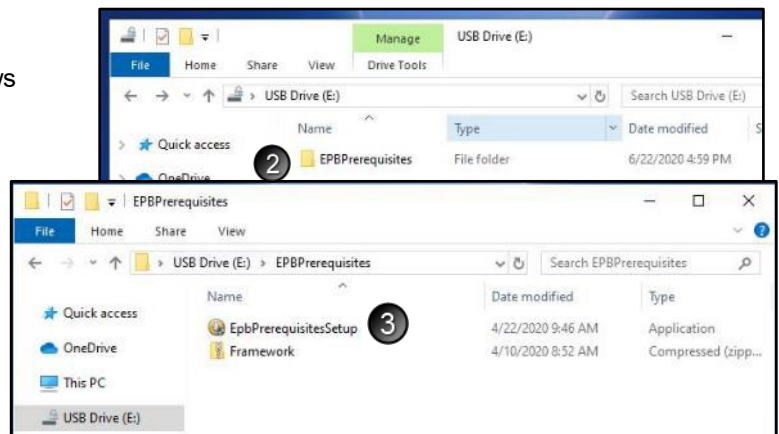 Manage USB Drive (E:)
File Home Share View Drive Tools
USB Drive (E:) Search USB Drive (E:)
Name Type Date modified S
Quick access
2 EPBPrerequisites File folder 6/22/2020 4:59 PM
OneDrive
EPBPrerequisites
File Home Share View
USB Drive (E:) > EPBPrerequisites Search EPBPrerequisites
Name Date modified Type
Quick access
EpbPrerequisitesSetup 3 4/22/2020 9:46 AM Application
OneDrive Framework 4/10/2020 8:52 AM Compressed (zipp...
This PC
USB Drive (E:)